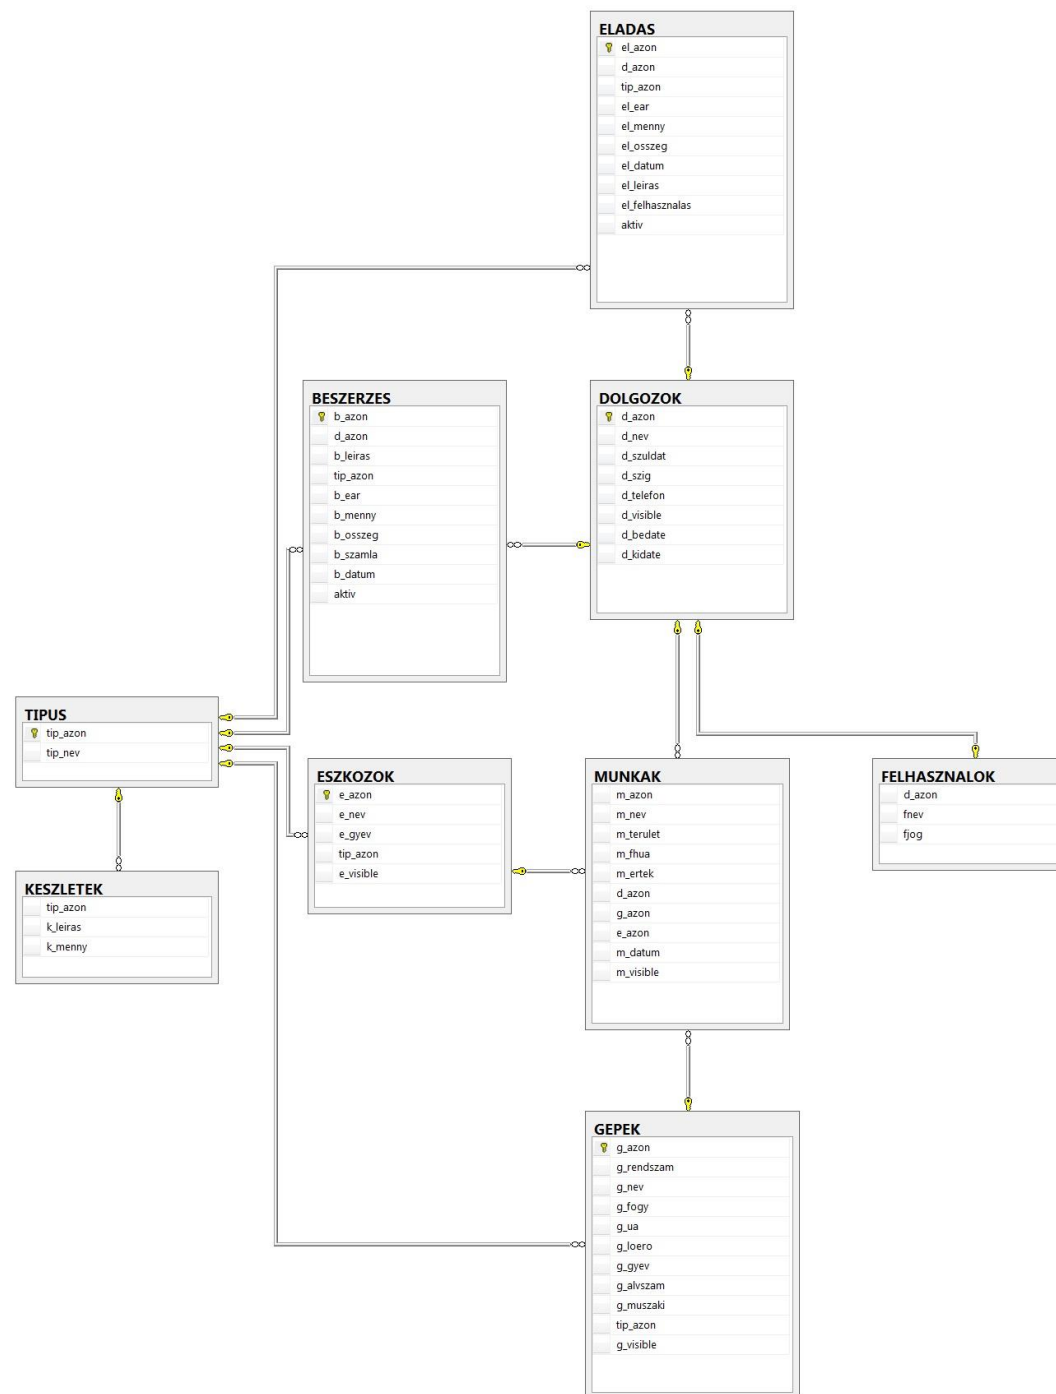 ELADAS
el_azon
d_azon
tip_azon
el_ear
el_menny
el_osszeg
el_datum
el_leiras
el_felhasznalas
aktiv
BESZERZES
b_azon
d_azon
b_leiras
tip_azon
b_ear
b_menny
b_osszeg
b_szamla
b_datum
aktiv
DOLGOZOK
d_azon
d_nev
d_szuldat
d_szig
d_telefon
d_visible
d_bedate
d_kidate
TIPUS
tip_azon
tip_nev
ESZKOZOK
e_azon
e_nev
e_gyev
tip_azon
e_visible
MUNKAK
m_azon
m_nev
m_terulet
m_fhua
m_ertek
d_azon
g_azon
e_azon
m_datum
m_visible
FELHASZNALOK
d_azon
fnev
fjog
KESZLETEK
tip_azon
k_leiras
k_menny
GEPEK
g_azon
g_rendszam
g_nev
g_fogy
g_ua
g_loero
g_gyev
g_alvszam
g_muszaki
tip_azon
g_visible